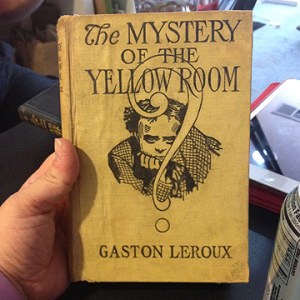 The MYSTERY
OF THE
YELLOW ROOM
?
GASTON LEROUX